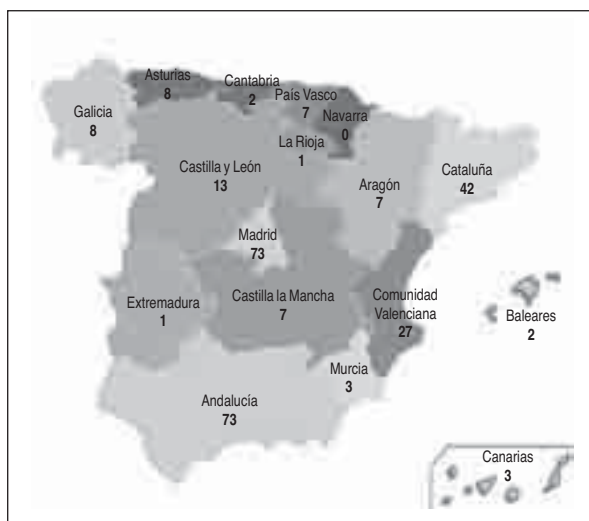 Asturias
8
Cantabria
2
País Vasco
7
Navarra
0
Galicia
8
La Rioja
1
Castilla y León
13
Aragón
7
Cataluña
42
Madrid
73
Extremadura
1
Castilla la Mancha
7
Comunidad
Valenciana
27
Baleares
2
Murcia
3
Andalucía
73
Canarias
3